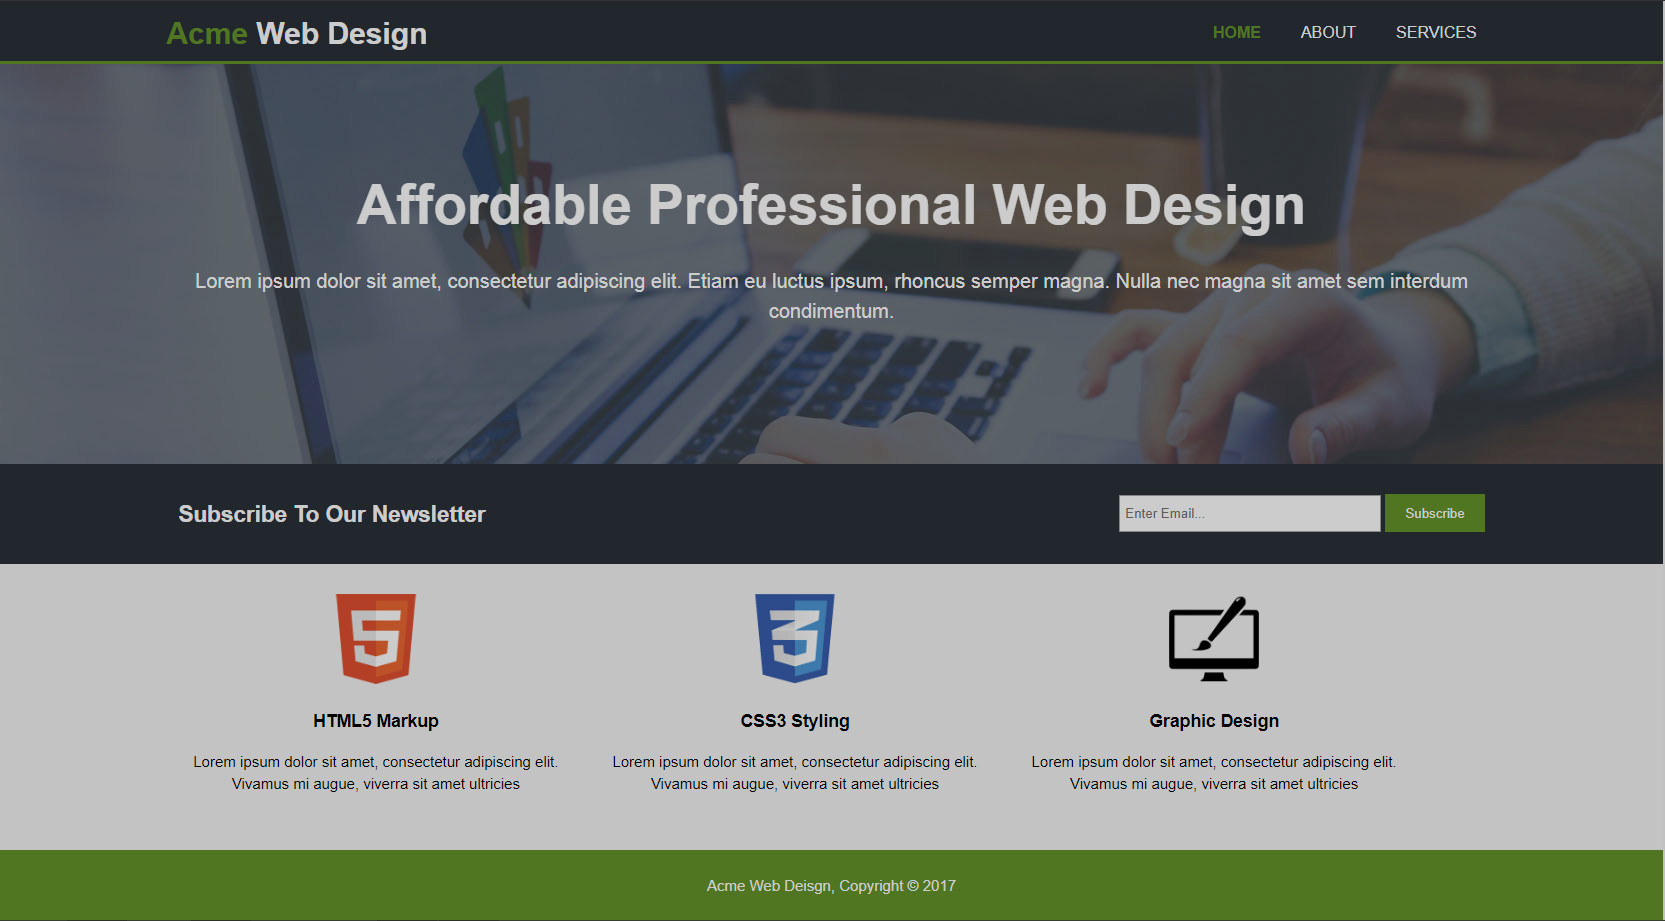 Acme Web Design
HOME ABOUT SERVICES
Affordable Professional Web Design
Lorem ipsum dolor sit amet, consectetur adipiscing elit. Etiam eu luctus ipsum, rhoncus semper magna. Nulla nec magna sit amet sem interdum
condimentum.
Subscribe To Our Newsletter
Enter Email...
Subscribe
5
3
HTML5 Markup
Lorem ipsum dolor sit amet, consectetur adipiscing elit.
Vivamus mi augue, viverra sit amet ultricies
CSS3 Styling
Lorem ipsum dolor sit amet, consectetur adipiscing elit.
Vivamus mi augue, viverra sit amet ultricies
Graphic Design
Lorem ipsum dolor sit amet, consectetur adipiscing elit.
Vivamus mi augue, viverra sit amet ultricies
Acme Web Deisgn, Copyright © 2017